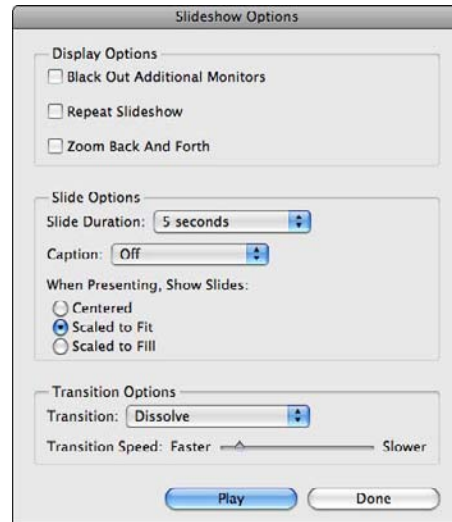 Slideshow Options
Display Options
Black Out Additional Monitors
Repeat Slideshow
Zoom Back And Forth
Slide Options
Slide Duration: 5 seconds
Caption: Off
When Presenting, Show Slides:
Centered
Scaled to Fit
Scaled to Fill
Transition Options
Transition: Dissolve
Transition Speed: Faster Slower
Play Done